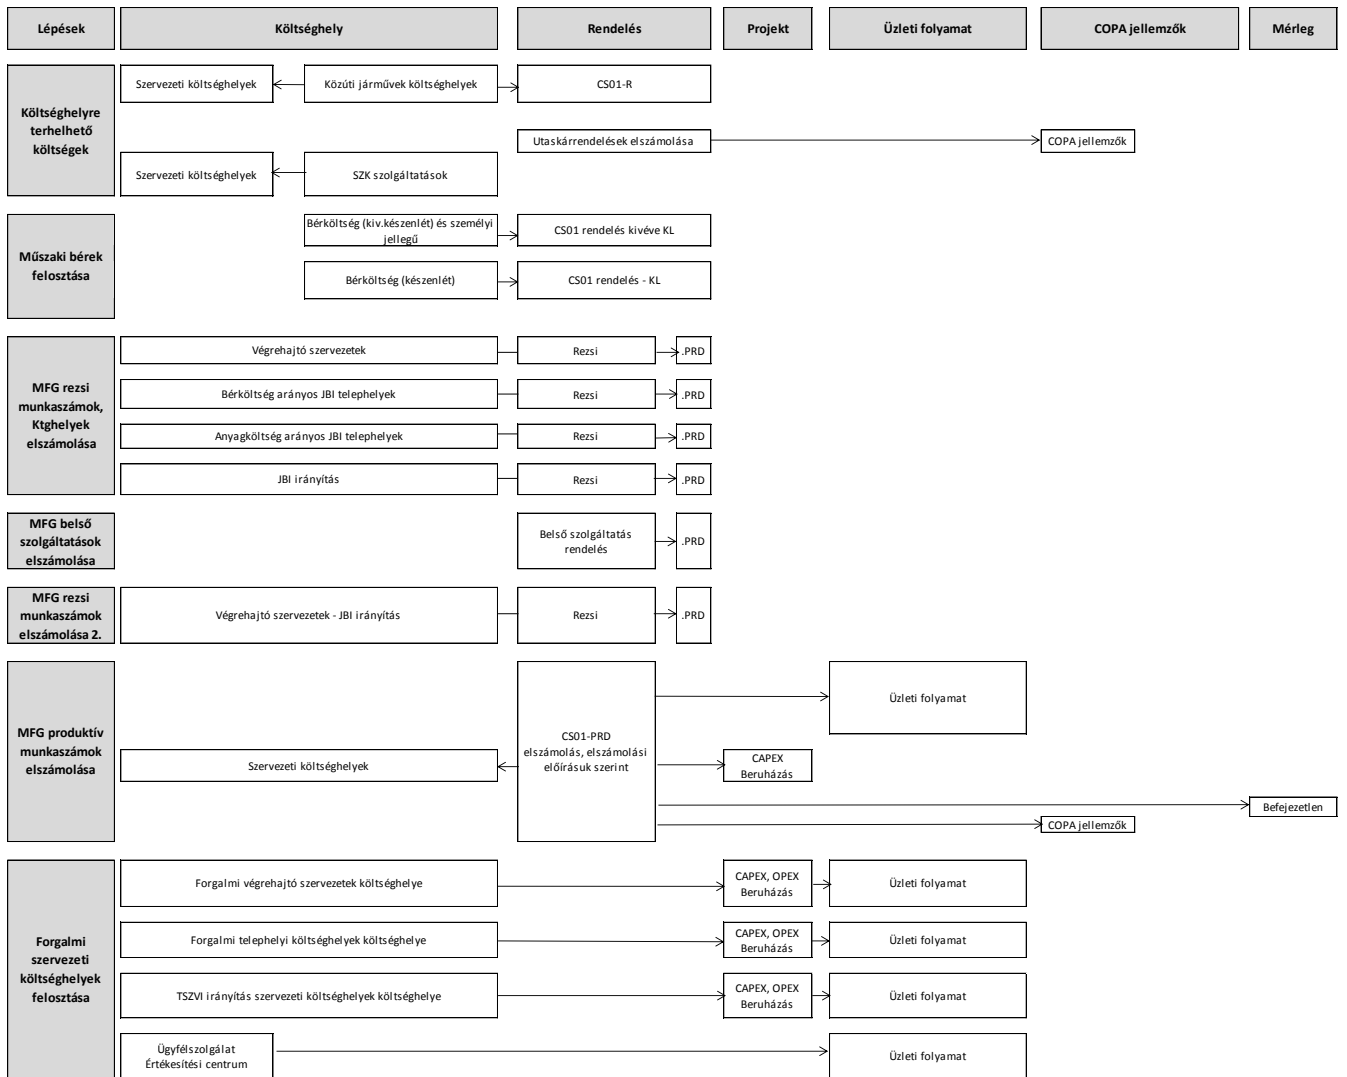 Lépések
Költséghely
Rendelés
Projekt
Üzleti folyamat
COPA jellemzők
Mérleg
Költséghelyre
terhelhető
költségek
Szervezeti költséghelyek
Közúti járművek költséghelyek
CS01-R
Utaskárrendelések elszámolása
COPA jellemzők
Szervezeti költséghelyek
SZK szolgáltatások
Műszaki bérek
felosztása
Bérköltség (kiv.készenlét) és személyi
jellegű
CS01 rendelés kivéve KL
Bérköltség (készenlét)
CS01 rendelés - KL
MFG rezsi
munkaszámok,
Ktghelyek
elszámolása
Végrehajtó szervezetek
Rezsi
.PRD
Bérköltség arányos JBI telephelyek
Rezsi
.PRD
Anyagköltség arányos JBI telephelyek
Rezsi
.PRD
JBI irányítás
Rezsi
.PRD
MFG belső
szolgáltatások
elszámolása
Belső szolgáltatás
rendelés
.PRD
MFG rezsi
munkaszámok
elszámolása 2.
Végrehajtó szervezetek - JBI irányítás
Rezsi
.PRD
MFG produktív
munkaszámok
elszámolása
Szervezeti költséghelyek
CS01-PRD
elszámolás, elszámolási
előírásuk szerint
Üzleti folyamat
CAPEX
Beruházás
Befejezetlen
COPA jellemzők
Forgalmi
szervezeti
költséghelyek
felosztása
Forgalmi végrehajtó szervezetek költséghelye
CAPEX, OPEX
Beruházás
Üzleti folyamat
Forgalmi telephelyi költséghelyek költséghelye
CAPEX, OPEX
Beruházás
Üzleti folyamat
TSZVI irányítás szervezeti költséghelyek költséghelye
CAPEX, OPEX
Beruházás
Üzleti folyamat
Ügyfélszolgálat
Értékesítési centrum
Üzleti folyamat